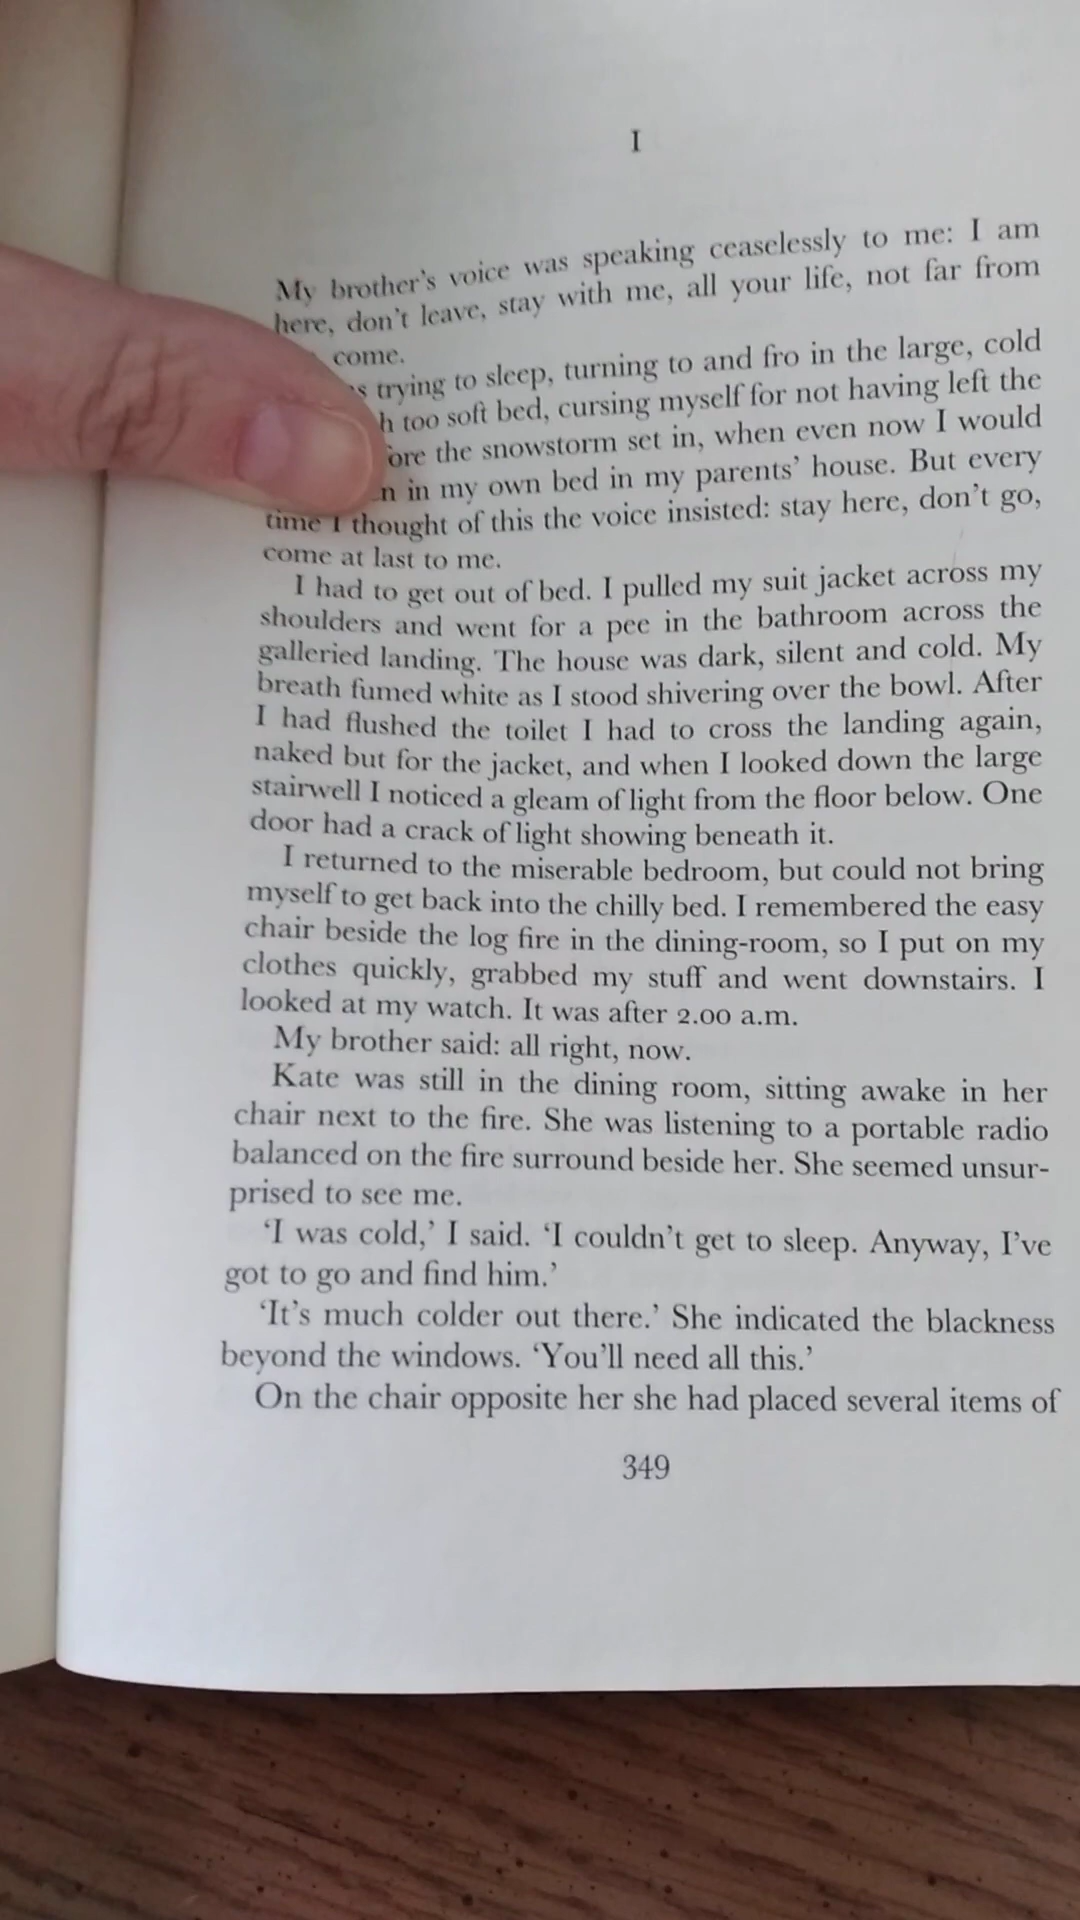 I
My brother's voice was speaking ceaselessly to me: I am
here, don't leave, stay with me, all your life, not far from
come.
trying to sleep, turning to and fro in the large, cold
too soft bed, cursing myself for not having left the
the snowstorm set in, when even now I would
in my own bed in my parents' house. But every
time I thought of this the voice insisted: stay here, don't go,
come at last to me.
I had to get out of bed. I pulled my suit jacket across my
shoulders and went for a pee in the bathroom across the
galleried landing. The house was dark, silent and cold. My
breath fumed white as I stood shivering over the bowl. After
I had flushed the toilet I had to cross the landing again,
naked but for the jacket, and when I looked down the large
stairwell I noticed a gleam of light from the floor below. One
door had a crack of light showing beneath it.
I returned to the miserable bedroom, but could not bring
myself to get back into the chilly bed. I remembered the easy
chair beside the log fire in the dining-room, so I put on my
clothes quickly, grabbed my stuff and went downstairs. I
looked at my watch. It was after 2.00 a.m.
My brother said: all right, now.
Kate was still in the dining room, sitting awake in her
chair next to the fire. She was listening to a portable radio
balanced on the fire surround beside her. She seemed unsur-
prised to see me.
'I was cold,' I said. 'I couldn't get to sleep. Anyway, I've
got to go and find him.'
'It's much colder out there.' She indicated the blackness
beyond the windows. 'You'll need all this.'
On the chair opposite her she had placed several items of
349